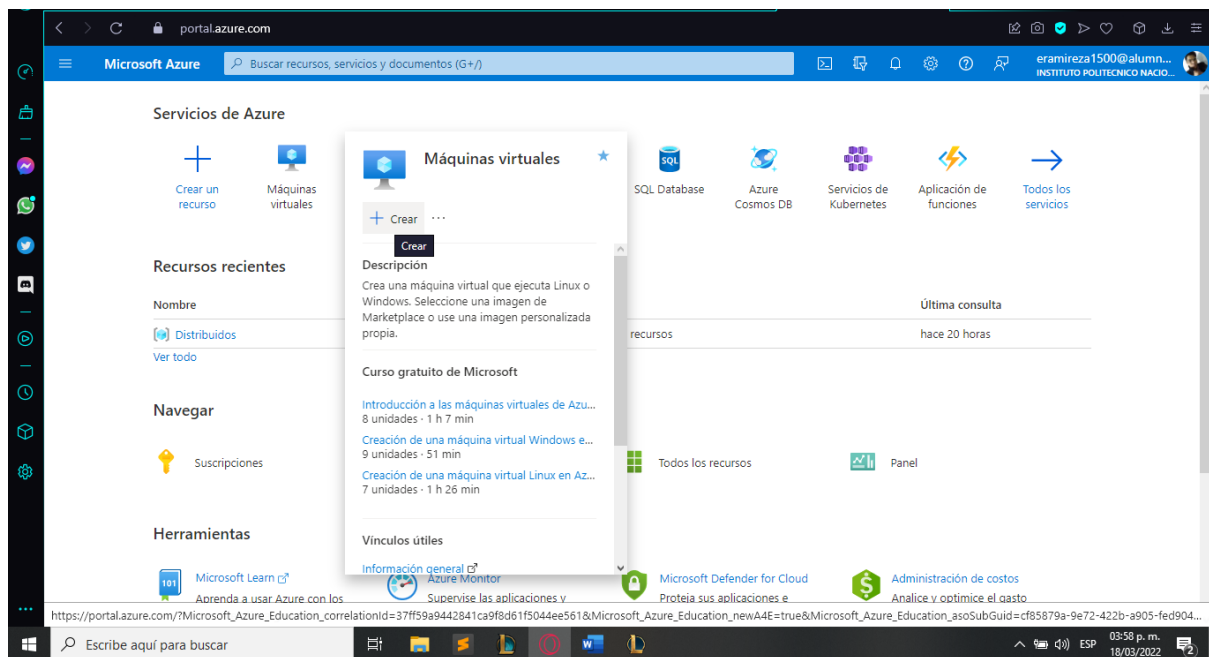 portal.azure.com
Microsoft Azure
Buscar recursos, servicios y documentos (G+/)
eramireza1500@alumn...
INSTITUTO POLITECNICO NACIO...
Servicios de Azure
Crear un
recurso
Máquinas
virtuales
SQL
SQL Database
Azure
Cosmos DB
Servicios de
Kubernetes
Aplicación de
funciones
Todos los
servicios
Máquinas virtuales
Crear ...
Crear
Descripción
Crea una máquina virtual que ejecuta Linux o
Windows. Seleccione una imagen de
Marketplace o use una imagen personalizada
propia.
Curso gratuito de Microsoft
Introducción a las máquinas virtuales de Azu...
8 unidades · 1 h 7 min
Creación de una máquina virtual Windows e...
9 unidades · 51 min
Creación de una máquina virtual Linux en Az...
7 unidades · 1 h 26 min
Vínculos útiles
Información general
Recursos recientes
Nombre
Última consulta
Distribuidos
recursos
hace 20 horas
Ver todo
Navegar
Suscripciones
Todos los recursos
Panel
Herramientas
101
Microsoft Learn
Aprenda a usar Azure con los
Azure Monitor
Supervise las aplicaciones y
Microsoft Defender for Cloud
Proteja sus aplicaciones e
Administración de costos
Analice y optimice el gasto
https://portal.azure.com/?Microsoft_Azure_Education_correlationId=37ff59a9442841ca9f8d61f5044ee561&Microsoft_Azure_Education_newA4E=true&Microsoft_Azure_Education_asoSubGuid=cf85879a-9e72-422b-a905-fed904...
Escribe aquí para buscar
ESP
03:58 p. m.
18/03/2022
2